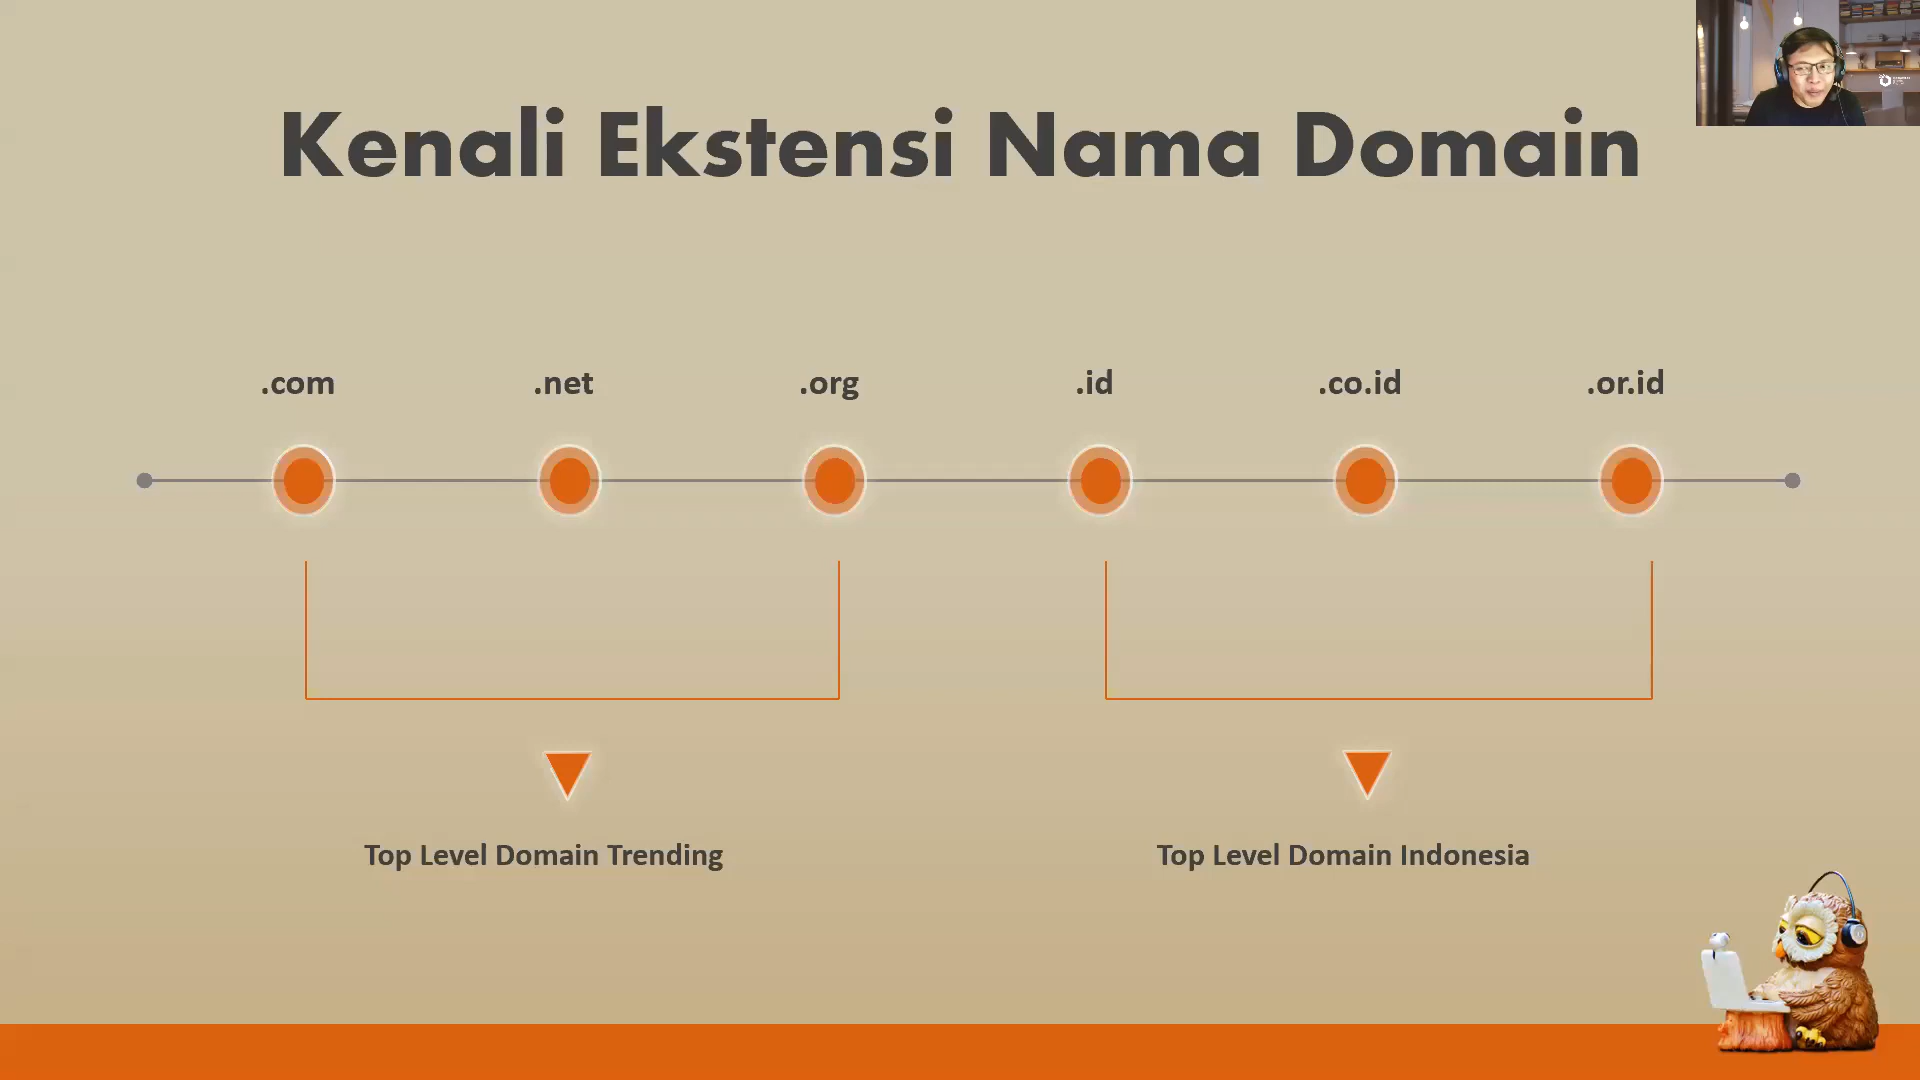 Kenali Ekstensi Nama Domain
.com .net .org .id .co.id .or.id
Top Level Domain Trending Top Level Domain Indonesia